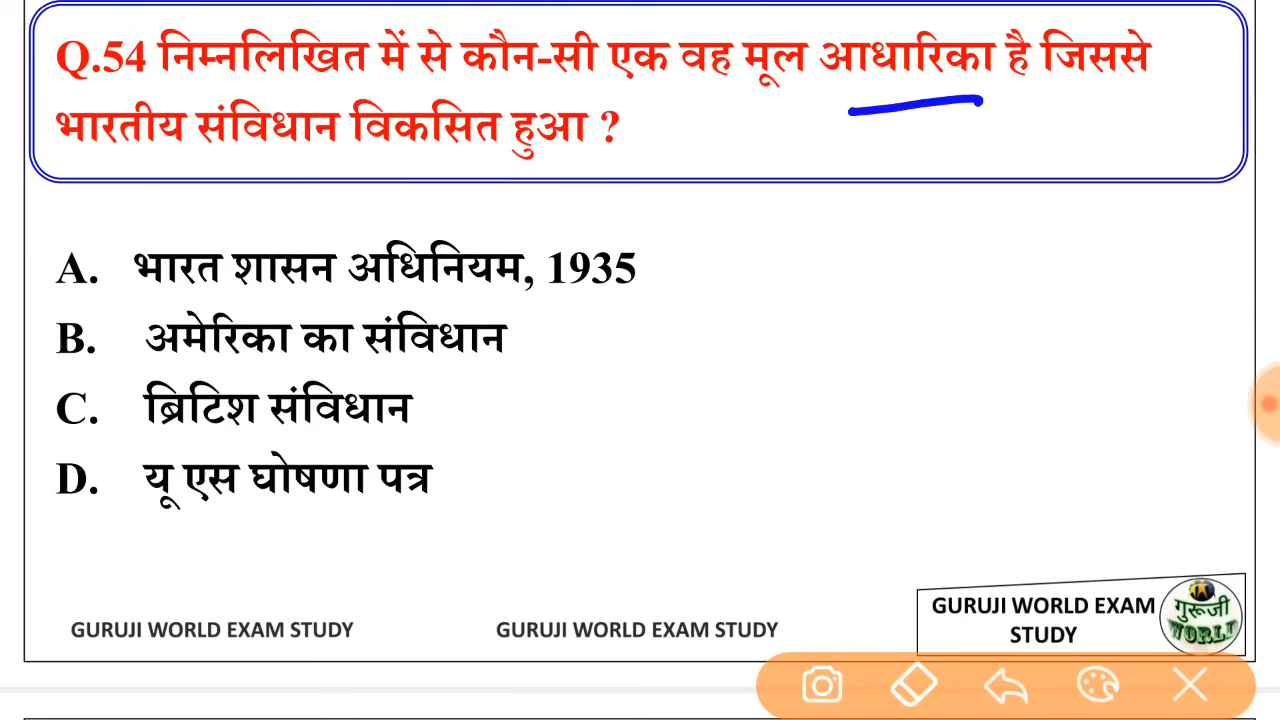 Q.54 निम्नलिखित में से कौन-सी एक वह मूल आधारिका है जिससे
भारतीय संविधान विकसित हुआ ?
A. भारत शासन अधिनियम, 1935
B. अमेरिका का संविधान
C. ब्रिटिश संविधान
D. यू एस घोषणा पत्र
GURUJI WORLD EXAM STUDY
GURUJI WORLD EXAM STUDY
GURUJI WORLD EXAM
STUDY
गुरूजी
WORLD